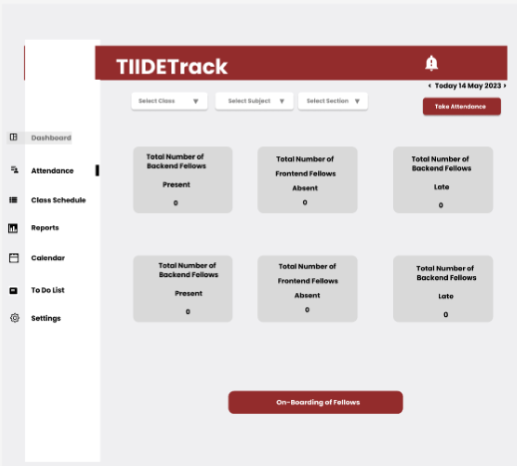 TIIDETrack
< Today 14 May 2023 >
Select Class
Select Subject
Select Section
Take Attendance
Dashboard
Attendance
Class Schedule
Reports
Calendar
To Do List
Settings
Total Number of
Backend Fellows
Present
0
Total Number of
Frontend Fellows
Absent
0
Total Number of
Backend Fellows
Late
0
Total Number of
Backend Fellows
Present
0
Total Number of
Frontend Fellows
Absent
0
Total Number of
Backend Fellows
Late
0
On-Boarding of Fellows